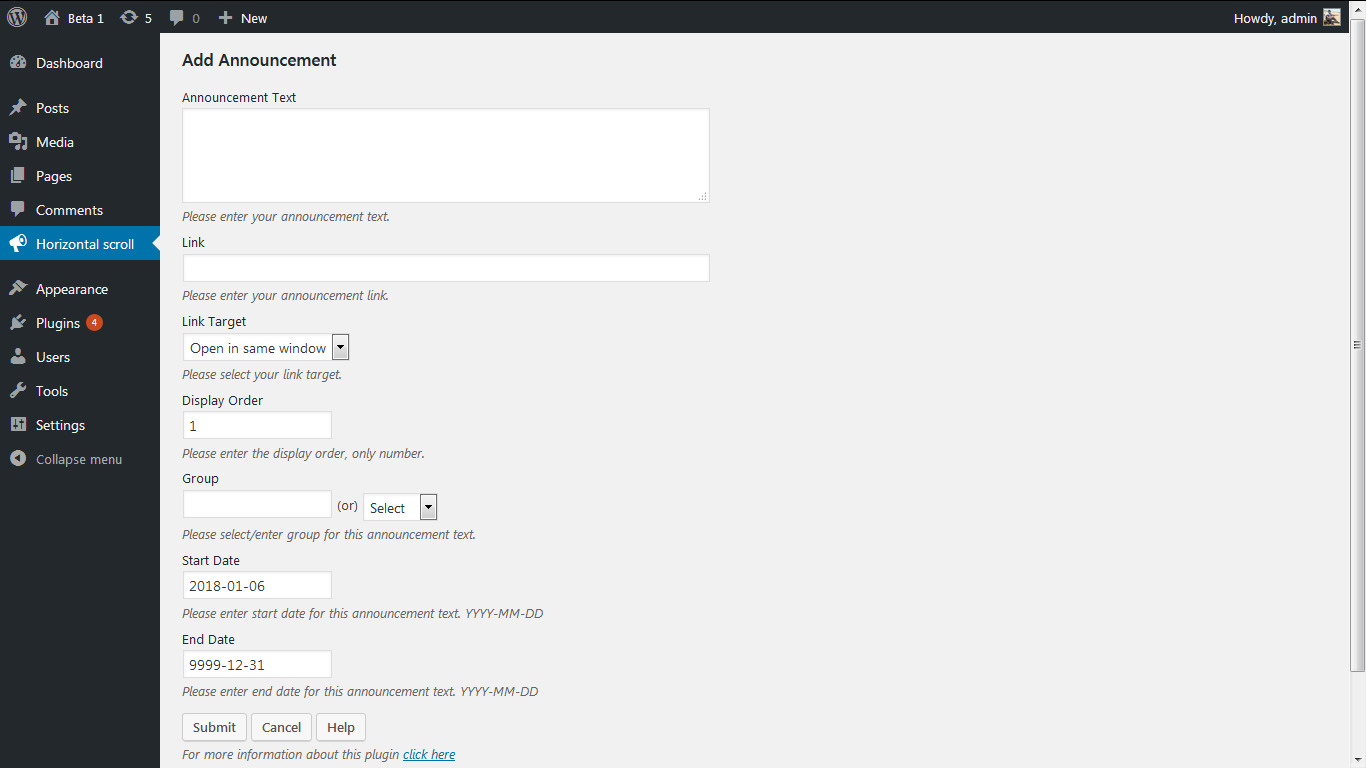 Beta 1 5 0 New Howdy, admin
Dashboard
Posts
Media
Pages
Comments
Horizontal scroll
Appearance
Plugins 4
Users
Tools
Settings
Collapse menu
Add Announcement
Announcement Text
Please enter your announcement text.
Link
Please enter your announcement link.
Link Target
Open in same window
Please select your link target.
Display Order
1
Please enter the display order, only number.
Group
(or) Select
Please select/enter group for this announcement text.
Start Date
2018-01-06
Please enter start date for this announcement text. YYYY-MM-DD
End Date
9999-12-31
Please enter end date for this announcement text. YYYY-MM-DD
Submit Cancel Help
For more information about this plugin click here